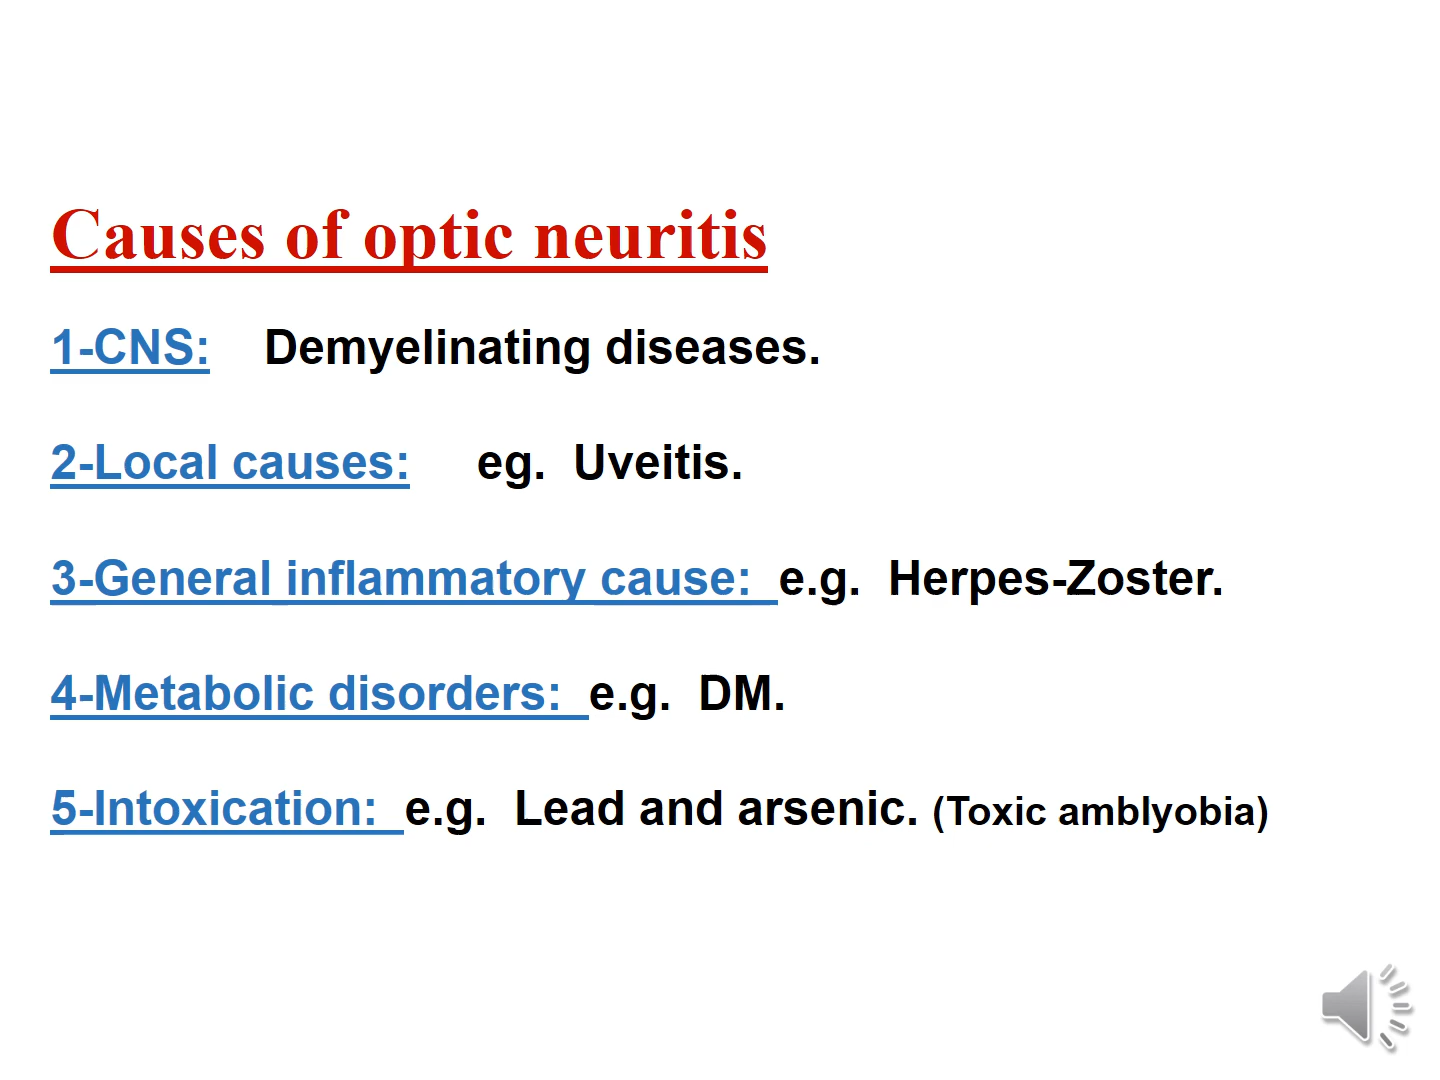 Causes of optic neuritis
1-CNS: Demyelinating diseases.
2-Local causes: eg. Uveitis.
3-General inflammatory cause: e.g. Herpes-Zoster.
4-Metabolic disorders: e.g. DM.
5-Intoxication: e.g. Lead and arsenic. (Toxic amblyobia)